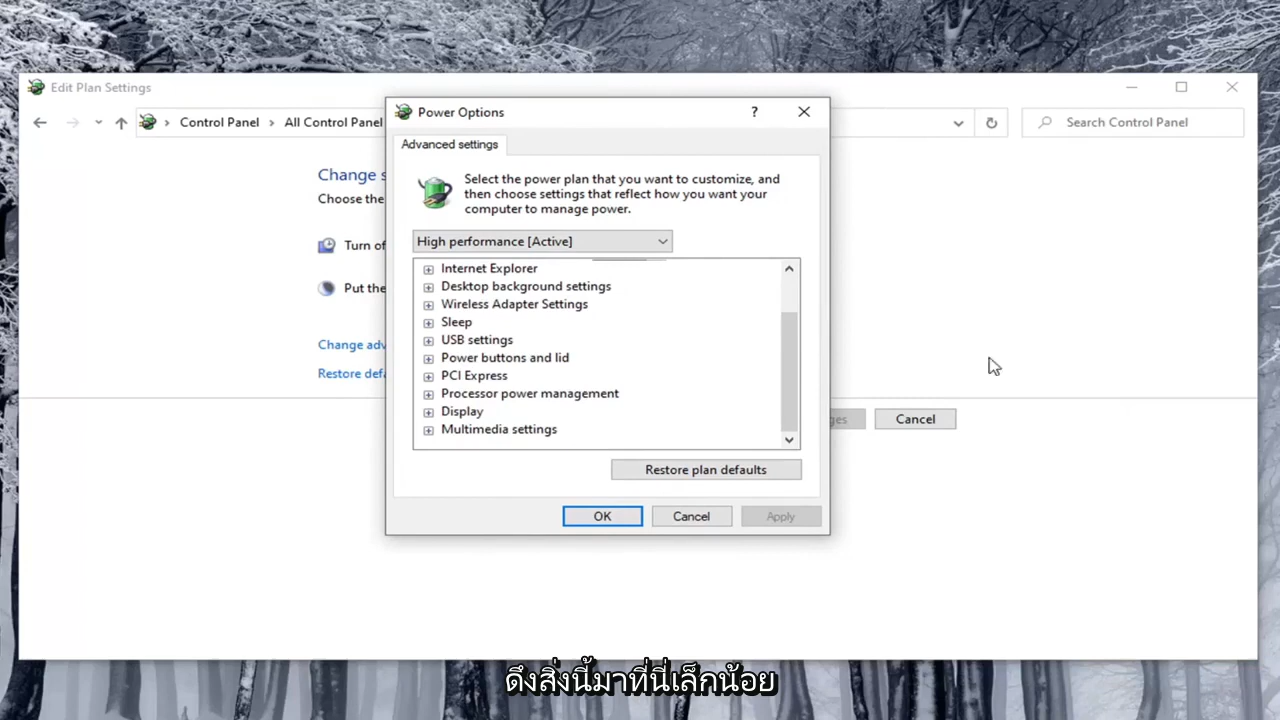 Edit Plan Settings
Control Panel
All Control Panel
Search Control Panel
Change s
Choose the
Turn of
Put the
Change adv
Restore defa
Power Options
?
Advanced settings
Select the power plan that you want to customize, and
then choose settings that reflect how you want your
computer to manage power.
High performance [Active]
Internet Explorer
Desktop background settings
Wireless Adapter Settings
Sleep
USB settings
Power buttons and lid
PCI Express
Processor power management
Display
Multimedia settings
Restore plan defaults
OK
Cancel
Apply
ges
Cancel
ดึงสิ่งนี้มาที่นี่เล็กน้อย